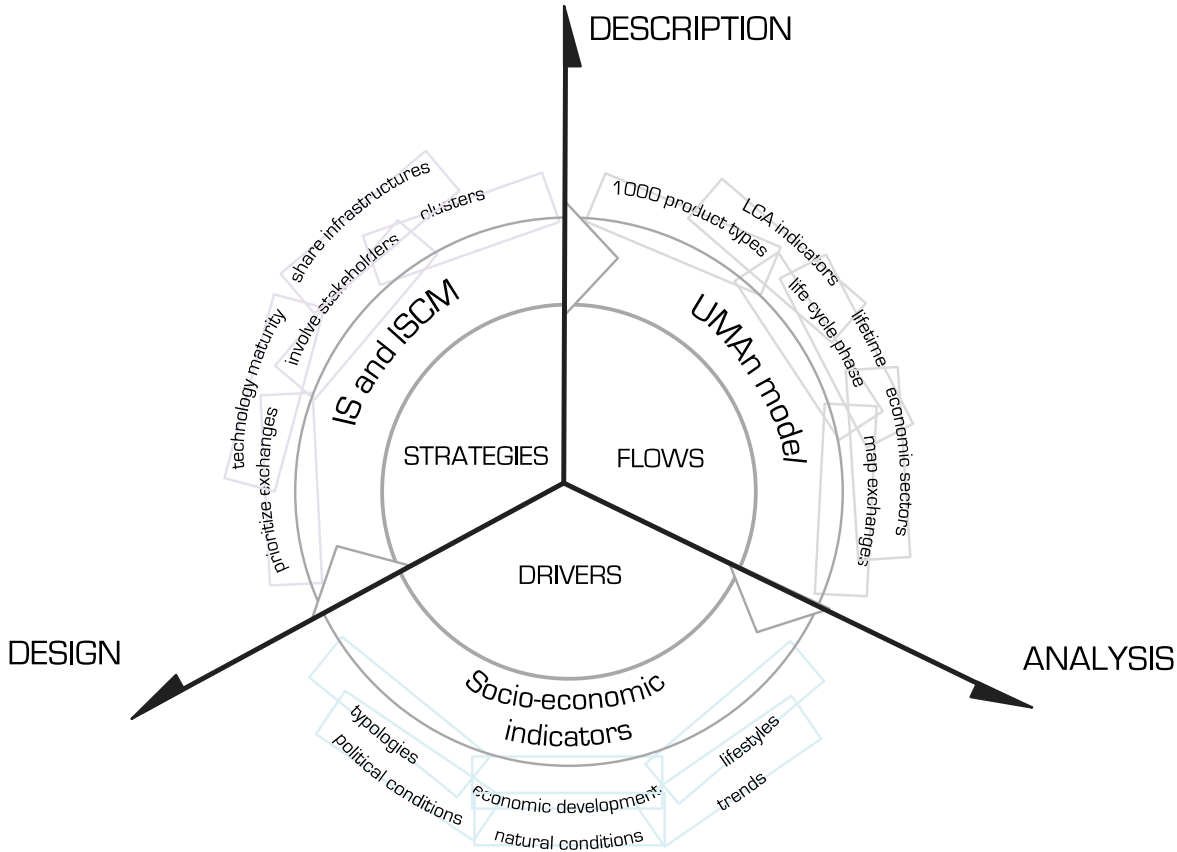 DESCRIPTION
share infrastructures
clusters
involve stakeholders
technology maturity
prioritize exchanges
IS and ISCM
STRATEGIES
1000 product types
LCA indicators
life cycle phase
lifetime
economic sectors
map exchanges
UMAn model
FLOWS
DRIVERS
DESIGN
ANALYSIS
Socio-economic
indicators
typologies
political conditions
economic development
natural conditions
lifestyles
trends